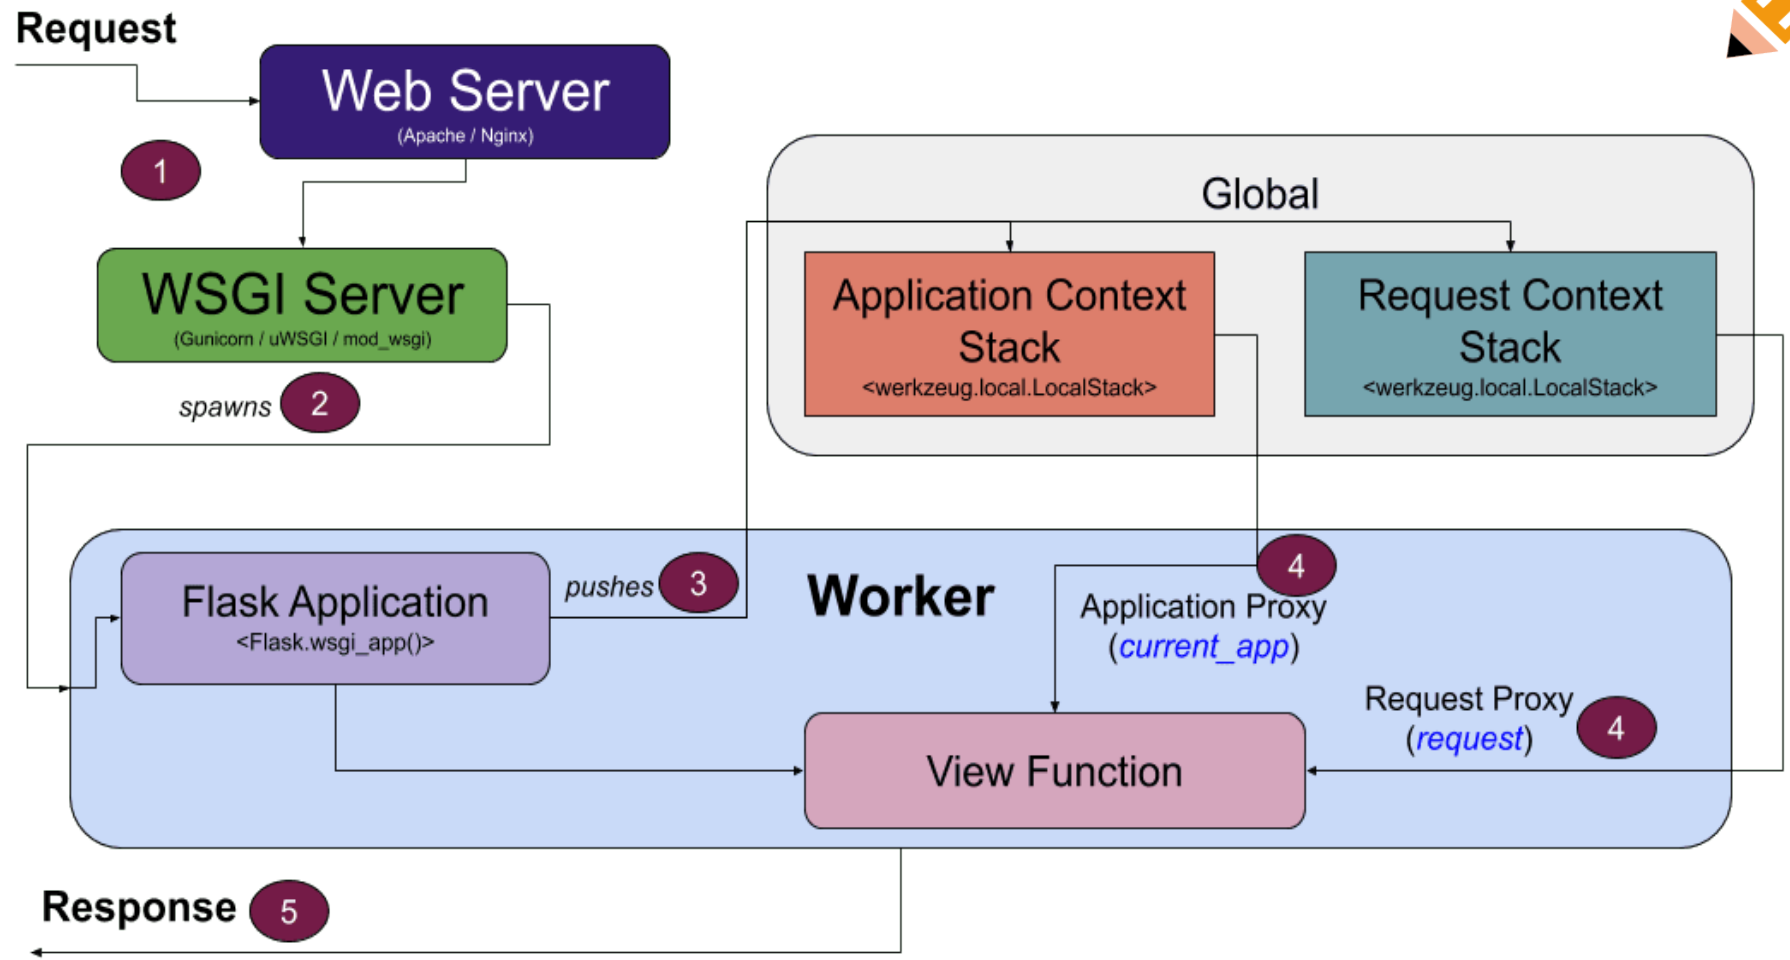 Request
Web Server
(Apache / Nginx)
1
WSGI Server
(Gunicorn / uWSGI / mod_wsgi)
spawns 2
Global
Application Context
Stack
<werkzeug.local.LocalStack>
Request Context
Stack
<werkzeug.local.LocalStack>
Worker
Flask Application
<Flask.wsgi_app()>
pushes 3
4
Application Proxy
(current_app)
Request Proxy
(request)
4
View Function
Response 5